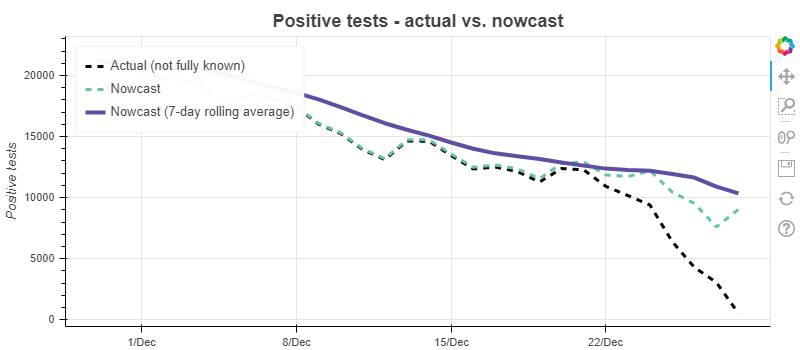 Positive tests - actual vs. nowcast
Actual (not fully known)
Nowcast
Nowcast (7-day rolling average)
Positive tests
20000
15000
10000
5000
0
1/Dec
8/Dec
15/Dec
22/Dec